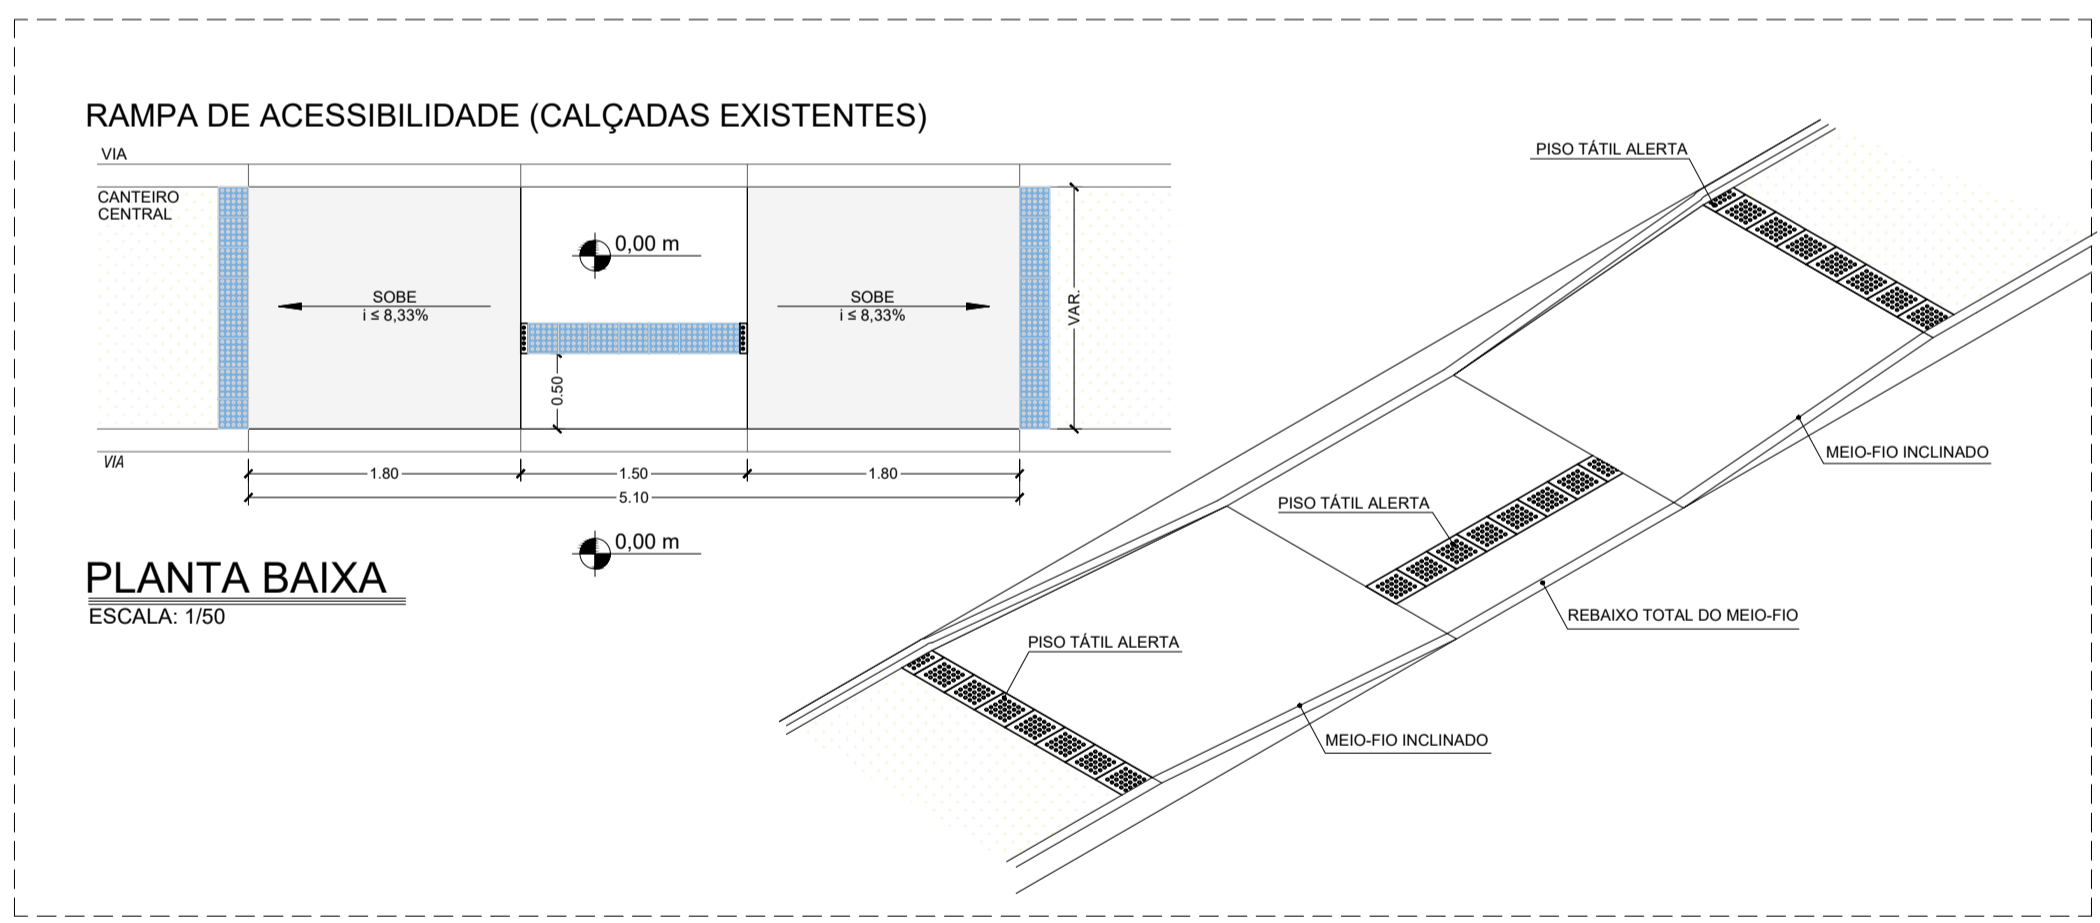 RAMPA DE ACESSIBILIDADE (CALÇADAS EXISTENTES)
VIA
CANTEIRO
CENTRAL
0,00 m
SOBE
i ≤ 8,33%
SOBE
i ≤ 8,33%
VAR.
0.50
VIA
1.80
1.50
1.80
5.10
0,00 m
PLANTA BAIXA
ESCALA: 1/50
PISO TÁTIL ALERTA
MEIO-FIO INCLINADO
PISO TÁTIL ALERTA
REBAIXO TOTAL DO MEIO-FIO
PISO TÁTIL ALERTA
MEIO-FIO INCLINADO